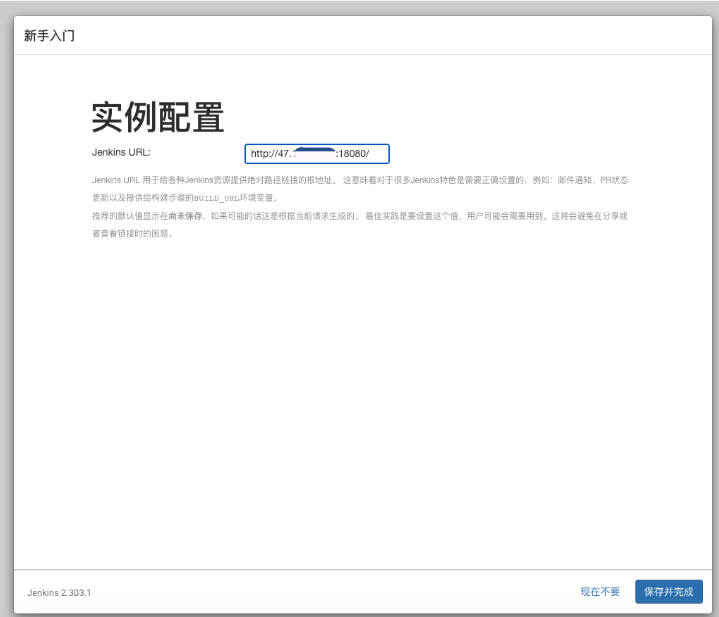 新手入门
实例配置
Jenkins URL:
http://47. :18080/
Jenkins URL 用于给各种Jenkins资源提供绝对路径链接的根地址。 这意味着对于很多Jenkins特色是需要正确设置的，例如：邮件通知、PR状态
更新以及提供给构建步骤的BUILD_URL环境变量。
推荐的默认值显示在尚未保存，如果可能的话这是根据当前请求生成的。 最佳实践是要设置这个值，用户可能会需要用到。这将会避免在分享或
者查看链接时的困惑。
Jenkins 2.303.1
现在不要
保存并完成